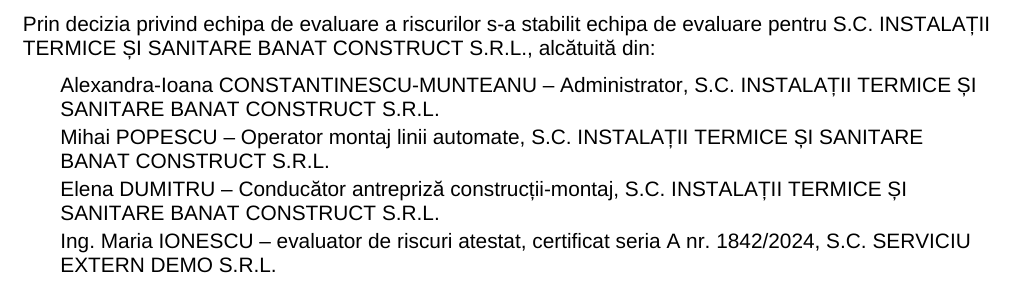 Prin decizia privind echipa de evaluare a riscurilor s-a stabilit echipa de evaluare pentru S.C. INSTALAȚII
TERMICE ȘI SANITARE BANAT CONSTRUCT S.R.L., alcătuită din:
Alexandra-Ioana CONSTANTINESCU-MUNTEANU – Administrator, S.C. INSTALAȚII TERMICE ȘI
SANITARE BANAT CONSTRUCT S.R.L.
Mihai POPESCU – Operator montaj linii automate, S.C. INSTALAȚII TERMICE ȘI SANITARE
BANAT CONSTRUCT S.R.L.
Elena DUMITRU – Conducător antrepriză construcții-montaj, S.C. INSTALAȚII TERMICE ȘI
SANITARE BANAT CONSTRUCT S.R.L.
Ing. Maria IONESCU – evaluator de riscuri atestat, certificat seria A nr. 1842/2024, S.C. SERVICIU
EXTERN DEMO S.R.L.